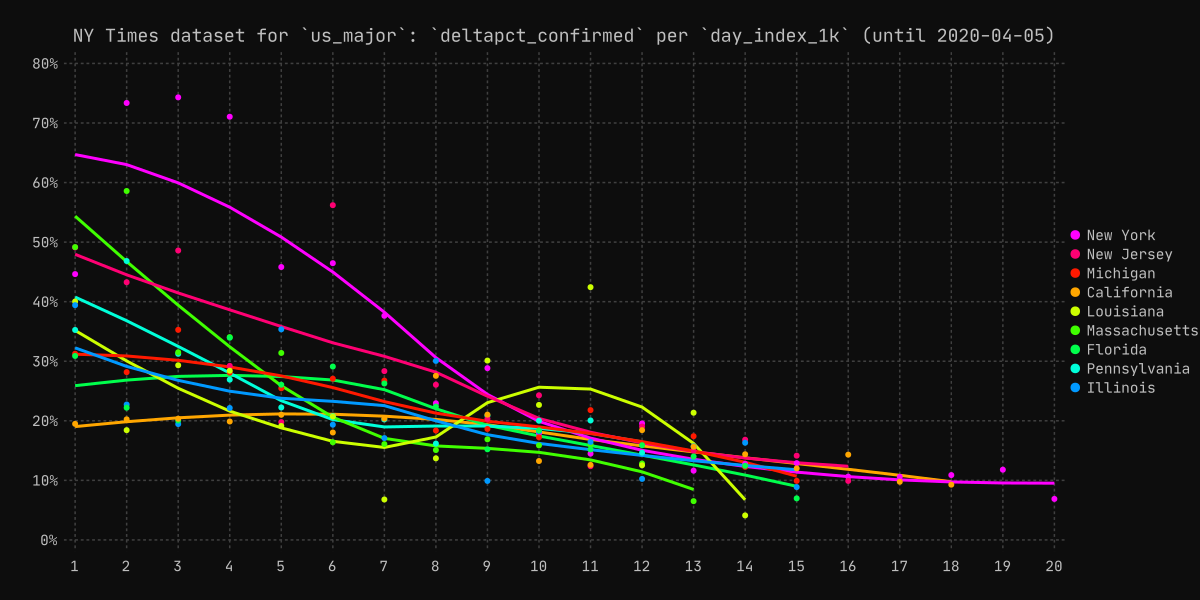 NY Times dataset for `us_major`: `deltapct_confirmed` per `day_index_1k` (until 2020-04-05)
80%
70%
60%
50%
40%
30%
20%
10%
0%
New York
New Jersey
Michigan
California
Louisiana
Massachusetts
Florida
Pennsylvania
Illinois
1 2 3 4 5 6 7 8 9 10 11 12 13 14 15 16 17 18 19 20